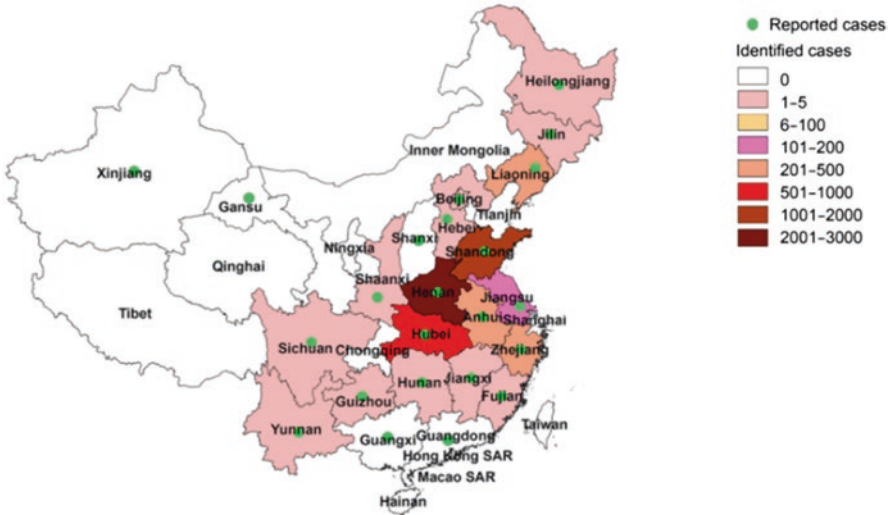 Reported cases
Identified cases
0
1-5
6-100
101-200
201-500
501-1000
1001-2000
2001-3000
Heilongjiang
Jilin
Inner Mongolia
Liaoning
Xinjiang
Gansu
Beijing
Tianjin
Hebei
Shanxi
Ningxia
Shandong
Qinghai
Shaanxi
Henan
Jiangsu
Tibet
Anhui
Shanghai
Hubei
Sichuan
Chongqing
Zhejiang
Hunan
Jiangxi
Guizhou
Fujian
Yunnan
Taiwan
Guangxi
Guangdong
Hong Kong SAR
Macao SAR
Hainan